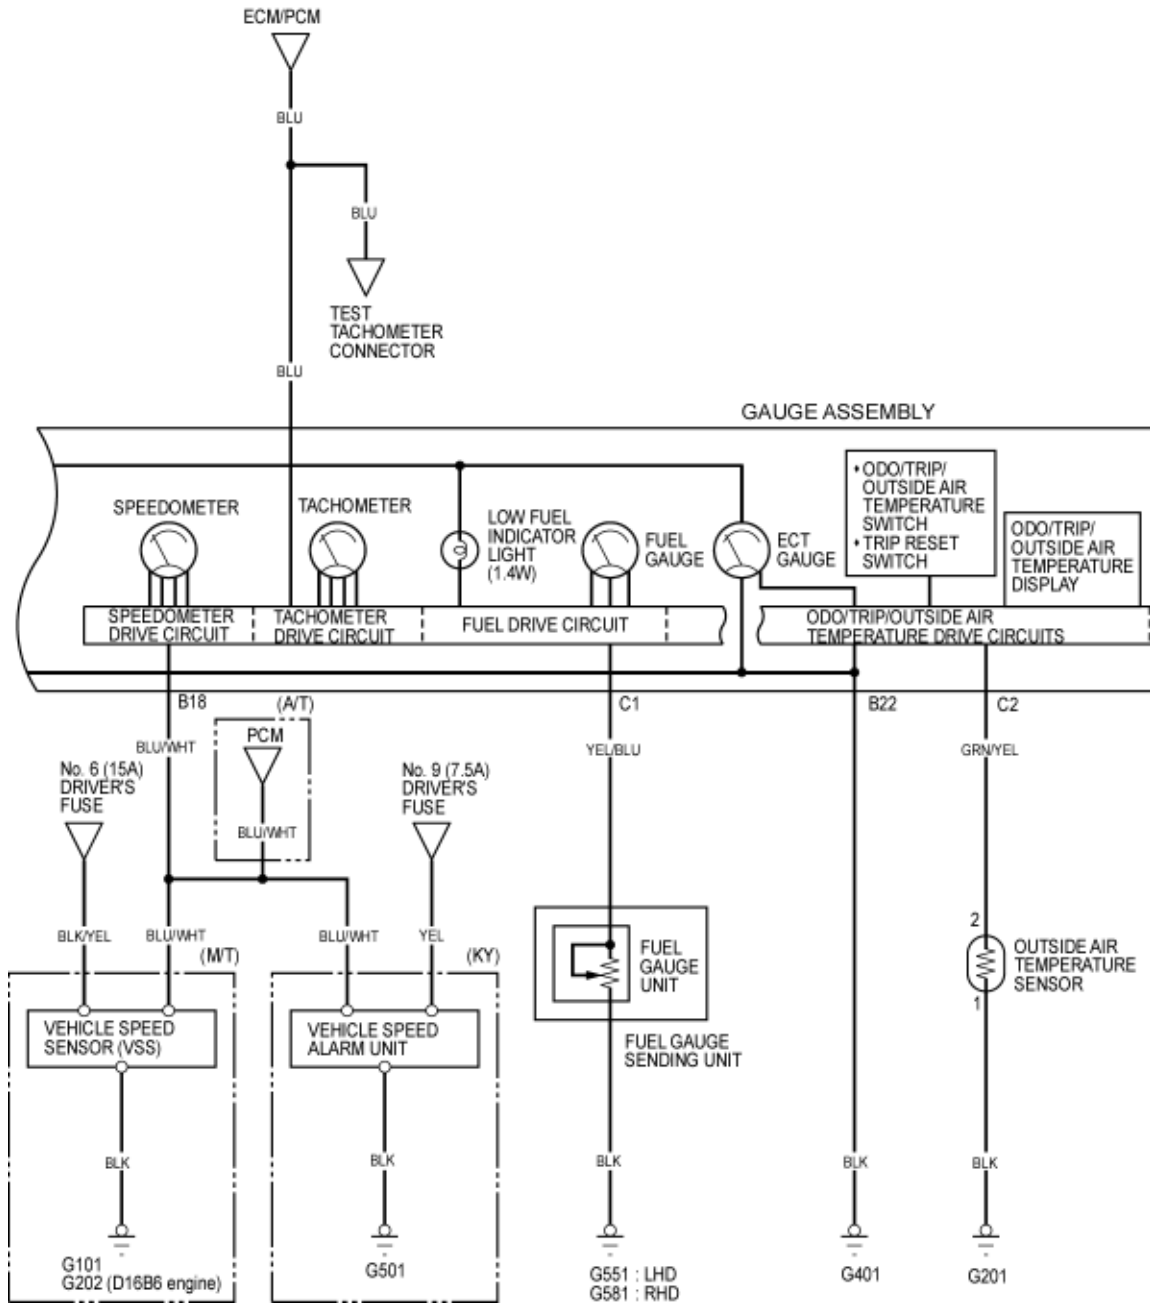 ECM/PCM
BLU
BLU
TEST
TACHOMETER
CONNECTOR
BLU
GAUGE ASSEMBLY
SPEEDOMETER
TACHOMETER
LOW FUEL
INDICATOR
LIGHT
(1.4W)
FUEL
GAUGE
ECT
GAUGE
• ODO/TRIP/
OUTSIDE AIR
TEMPERATURE
SWITCH
• TRIP RESET
SWITCH
ODO/TRIP/
OUTSIDE AIR
TEMPERATURE
DISPLAY
SPEEDOMETER
DRIVE CIRCUIT
TACHOMETER
DRIVE CIRCUIT
FUEL DRIVE CIRCUIT
ODO/TRIP/OUTSIDE AIR
TEMPERATURE DRIVE CIRCUITS
B18
(A/T)
C1
B22
C2
BLU/WHT
PCM
YEL/BLU
GRN/YEL
No. 6 (15A)
DRIVER'S
FUSE
No. 9 (7.5A)
DRIVER'S
FUSE
BLU/WHT
BLK/YEL
BLU/WHT
(M/T)
BLU/WHT
YEL
(KY)
FUEL
GAUGE
UNIT
2
OUTSIDE AIR
TEMPERATURE
SENSOR
1
VEHICLE SPEED
SENSOR (VSS)
VEHICLE SPEED
ALARM UNIT
FUEL GAUGE
SENDING UNIT
BLK
BLK
BLK
BLK
BLK
G101
G202 (D16B6 engine)
G501
G551 : LHD
G581 : RHD
G401
G201